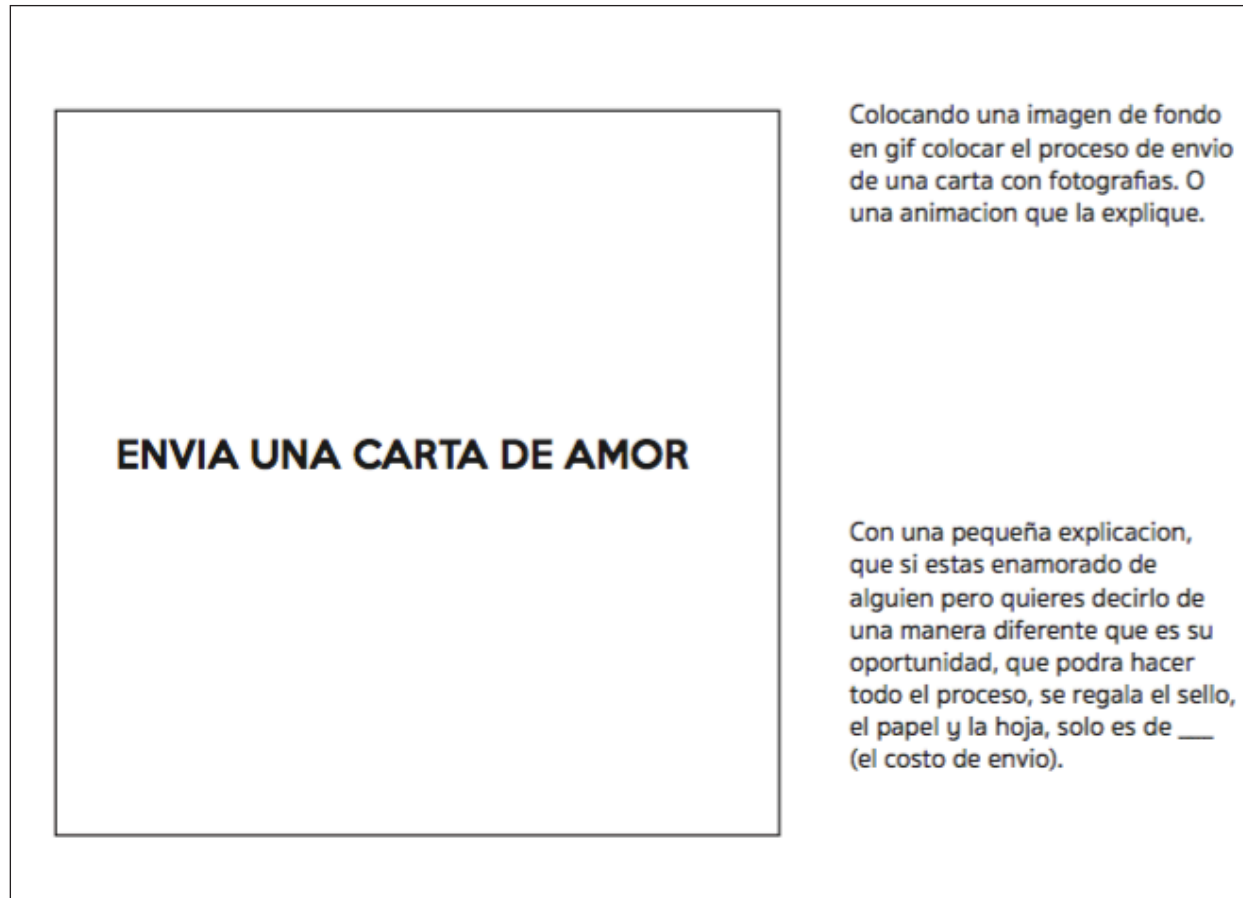 Colocando una imagen de fondo
en gif colocar el proceso de envio
de una carta con fotografias. O
una animacion que la explique.
ENVIA UNA CARTA DE AMOR
Con una pequeña explicacion,
que si estas enamorado de
alguien pero quieres decirlo de
una manera diferente que es su
oportunidad, que podra hacer
todo el proceso, se regala el sello,
el papel y la hoja, solo es de ___
(el costo de envio).